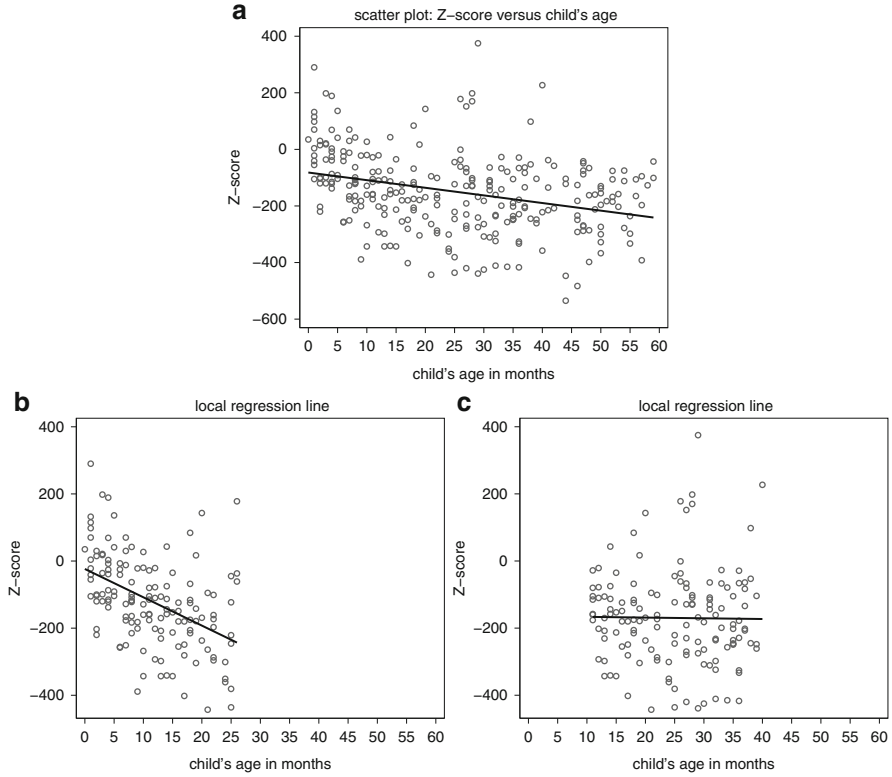 a
scatter plot: Z−score versus child's age
Z−score
400
200
0
−200
−400
−600
0 5 10 15 20 25 30 35 40 45 50 55 60
child's age in months
b
local regression line
Z−score
400
200
0
−200
−400
0 5 10 15 20 25 30 35 40 45 50 55 60
child's age in months
c
local regression line
Z−score
400
200
0
−200
−400
0 5 10 15 20 25 30 35 40 45 50 55 60
child's age in months